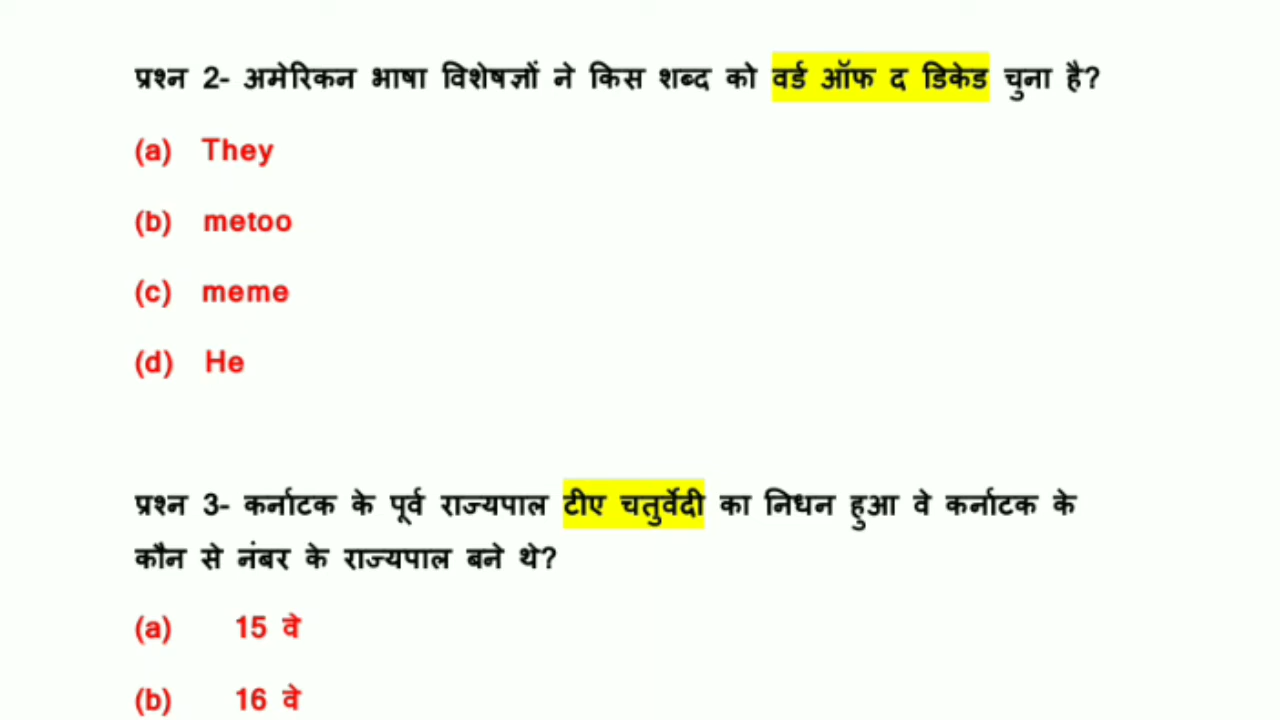 प्रश्न 2- अमेरिकन भाषा विशेषज्ञों ने किस शब्द को वर्ड ऑफ द डिकेड चुना है?
(a) They
(b) metoo
(c) meme
(d) He
प्रश्न 3- कर्नाटक के पूर्व राज्यपाल टीए चतुर्वेदी का निधन हुआ वे कर्नाटक के
कौन से नंबर के राज्यपाल बने थे?
(a) 15 वे
(b) 16 वे